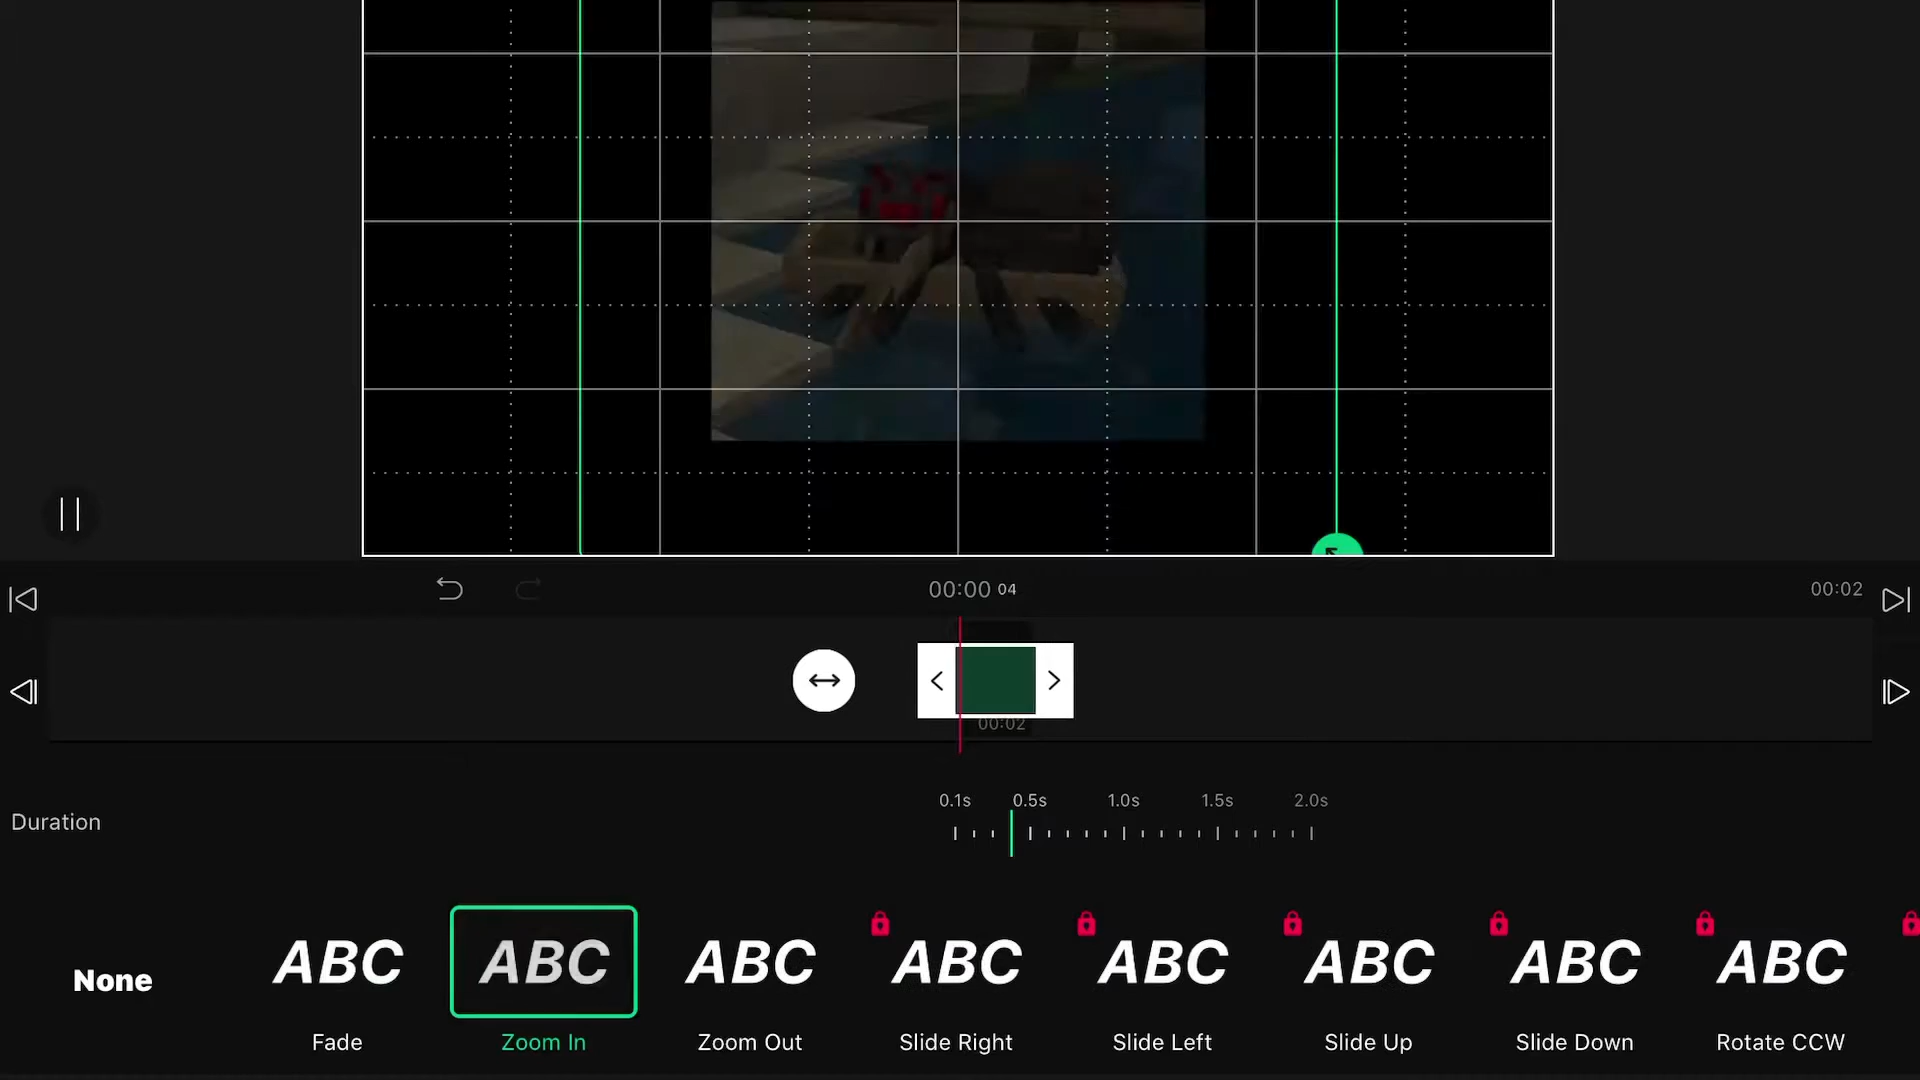 00:00 04
00:02
00:02
0.1s 0.5s 1.0s 1.5s 2.0s
Duration
ABC ABC ABC ABC ABC ABC ABC ABC
None
Fade Zoom In Zoom Out Slide Right Slide Left Slide Up Slide Down Rotate CCW